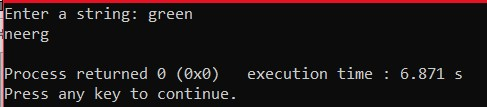 Enter a string: green
neerg
Process returned 0 (0x0)   execution time : 6.871 s
Press any key to continue.